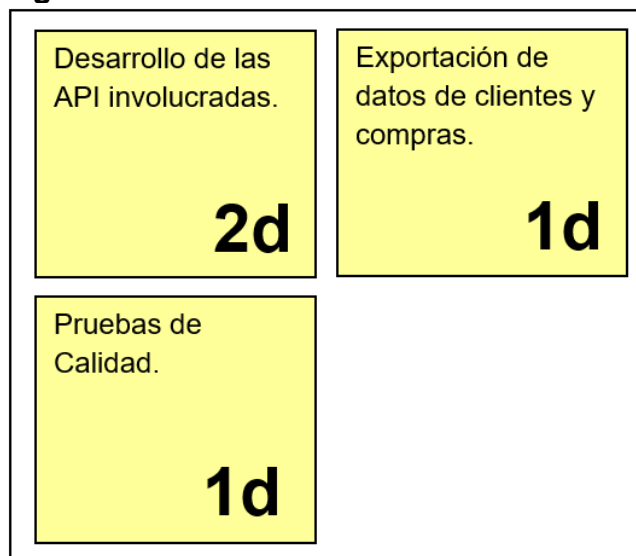 Desarrollo de las
API involucradas.
2d
Exportación de
datos de clientes y
compras.
1d
Pruebas de
Calidad.
1d